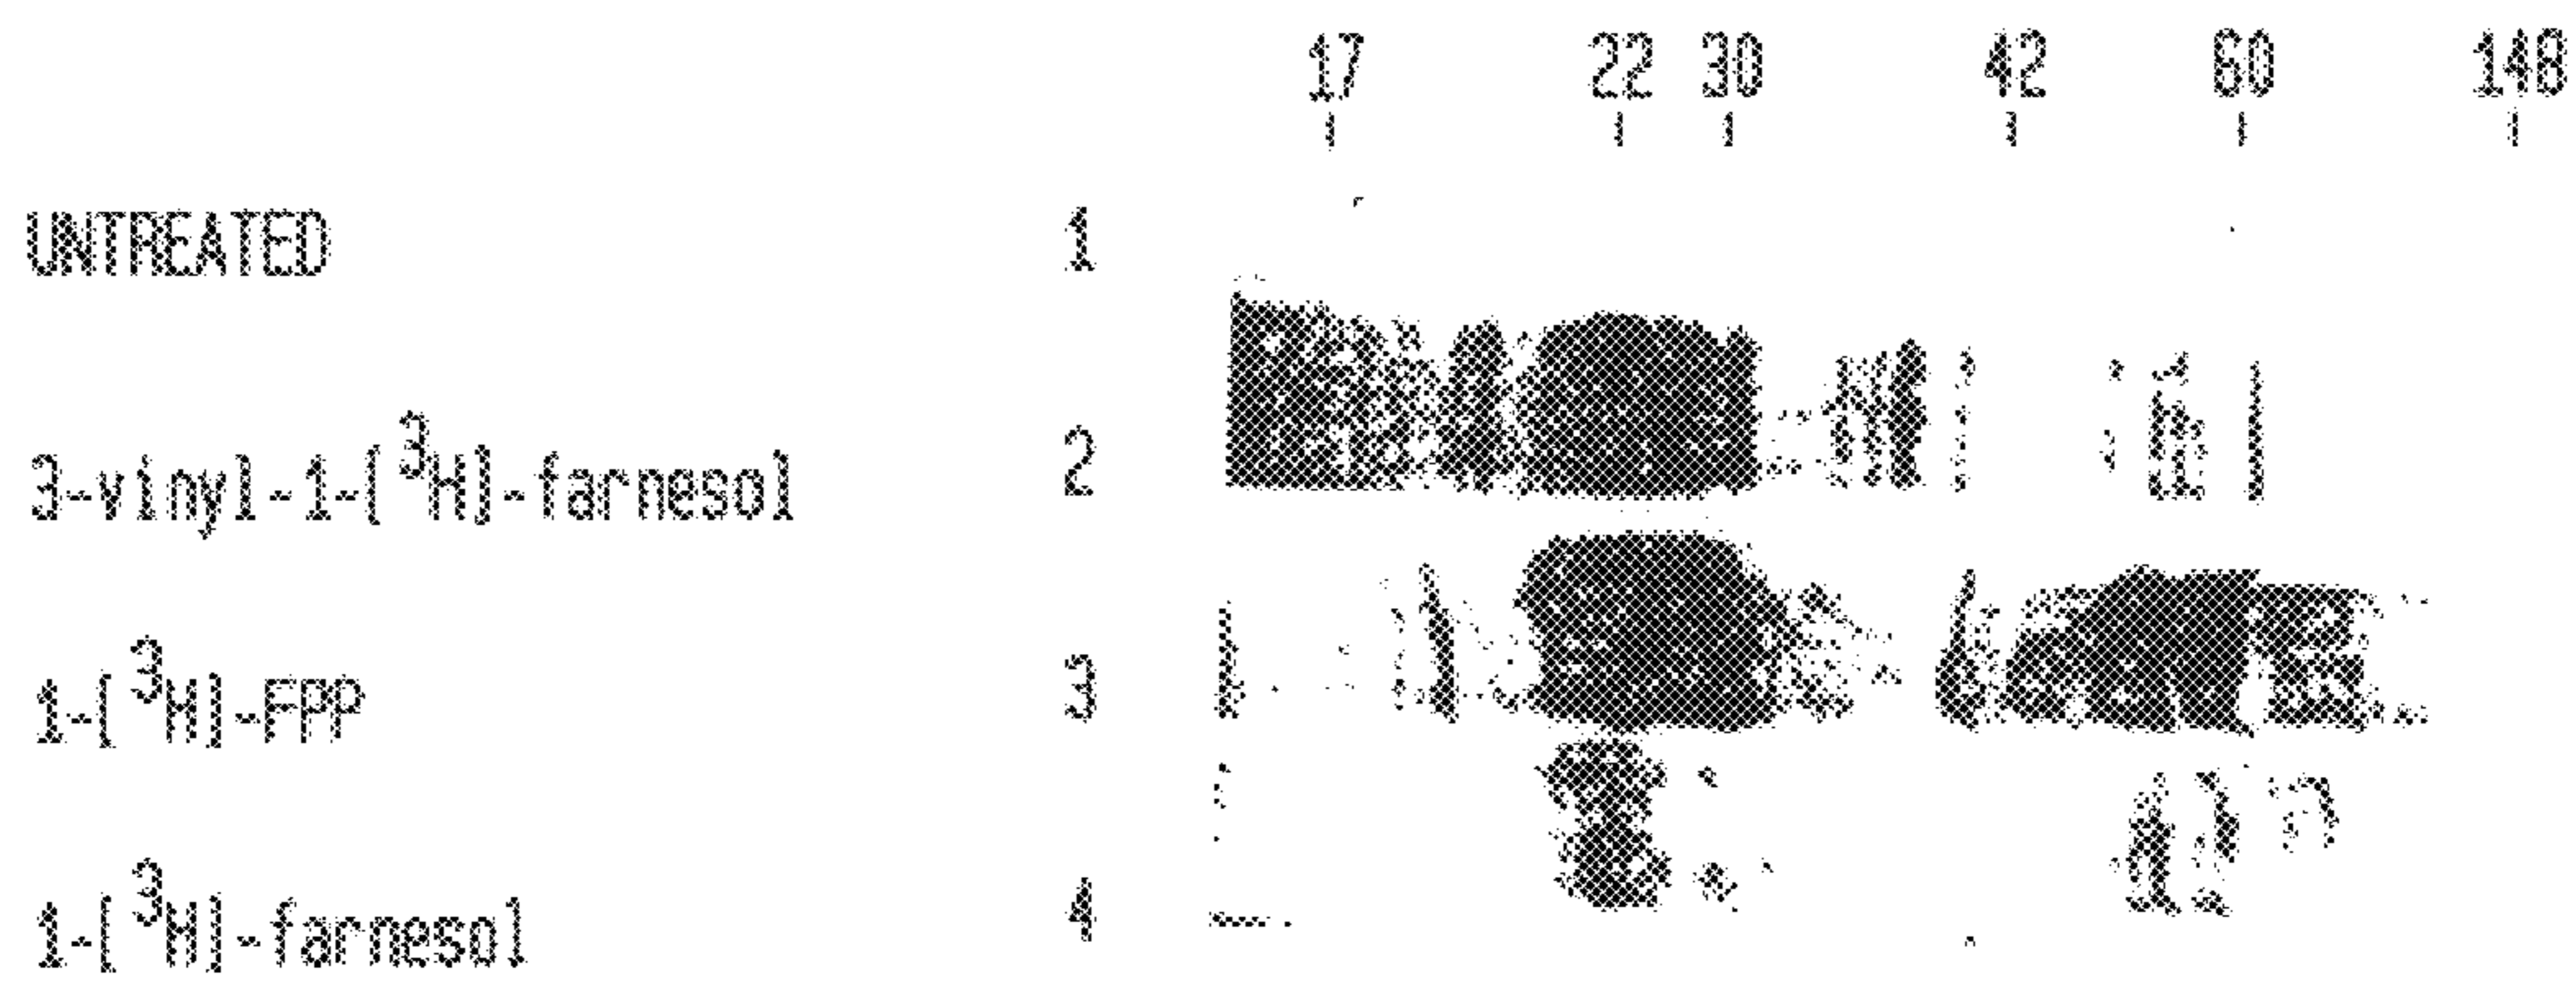 17 22 30 42 60 148
UNTREATED 1
3-vinyl-1-[³H]-farnesol 2
1-[³H]-FPP 3
1-[³H]-farnesol 4